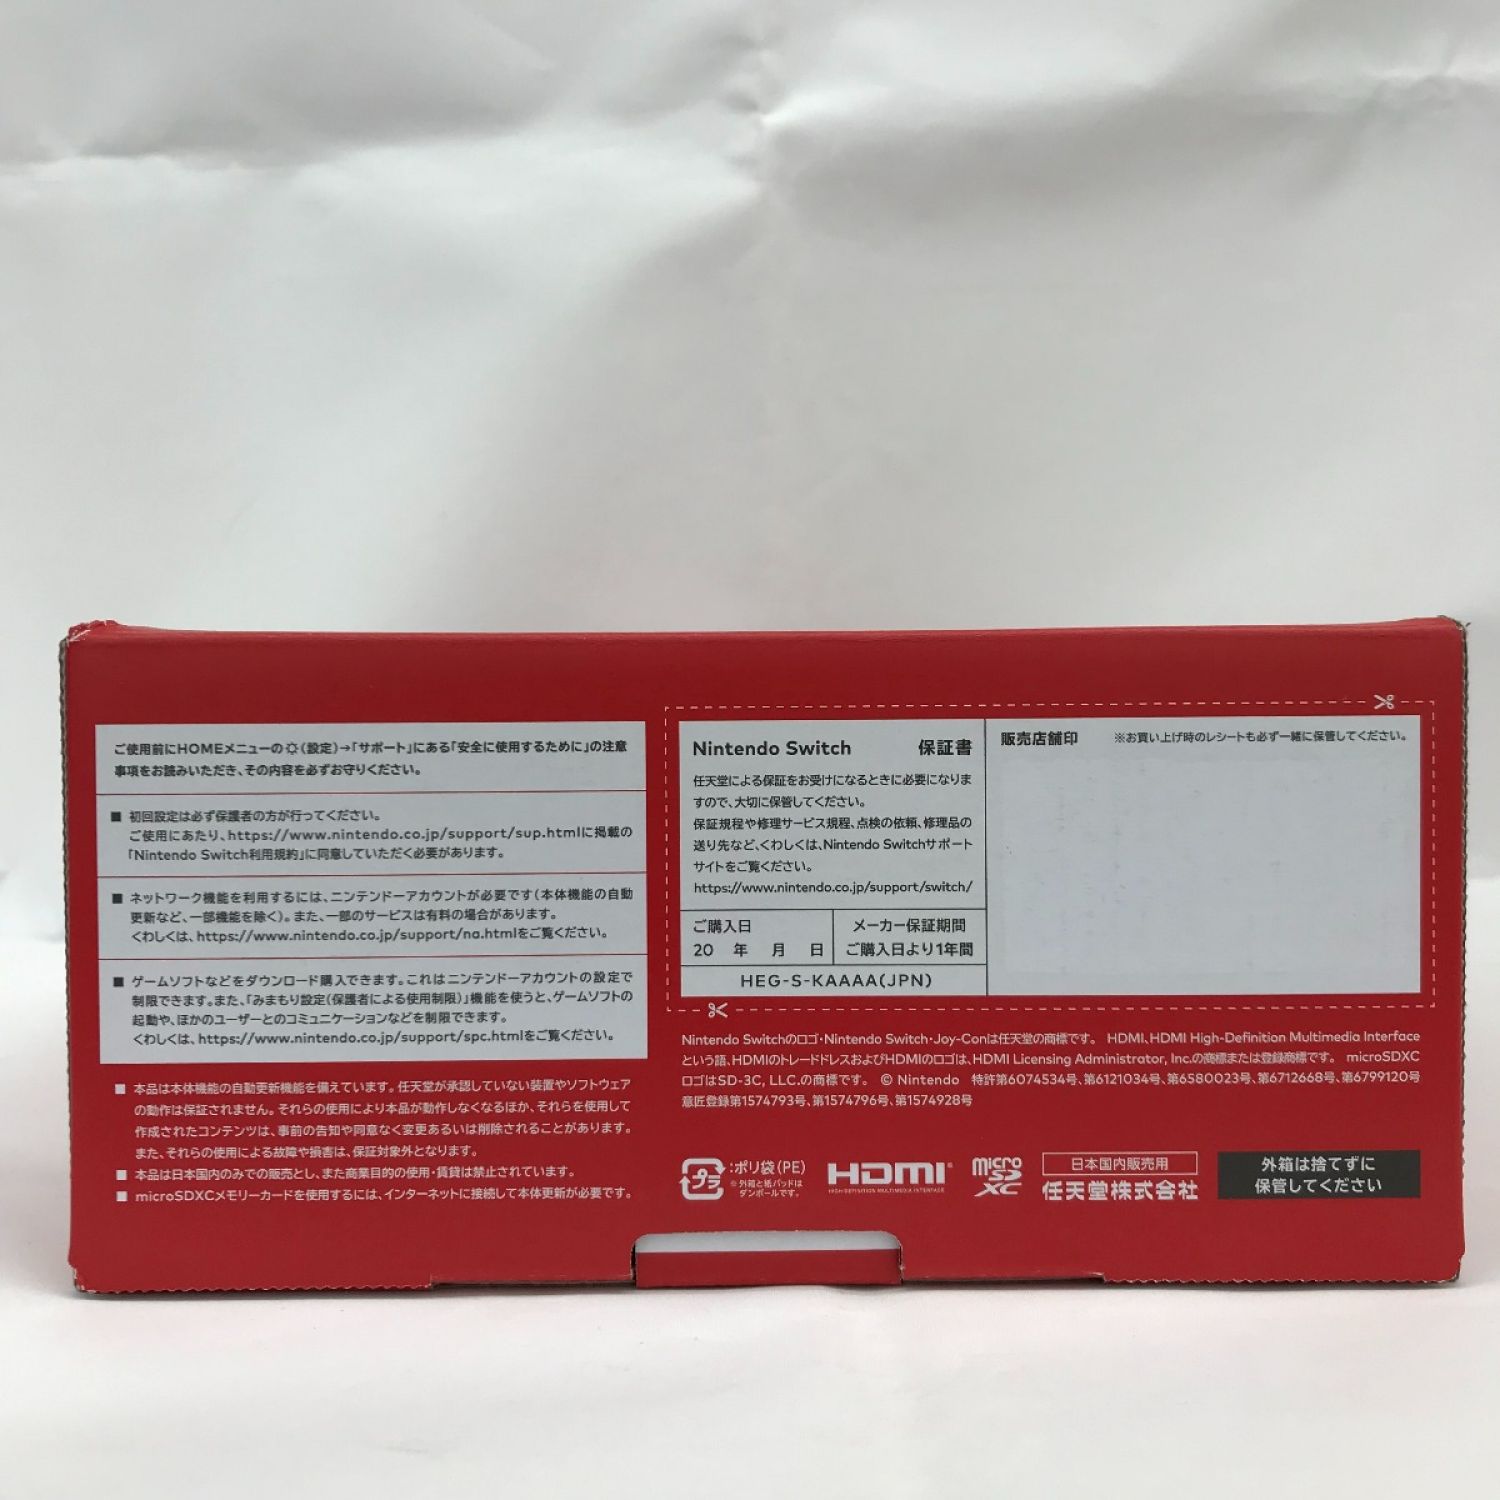 ご使用前にHOMEメニューの(設定)→「サポート」にある「安全に使用するために」の注意
事項をお読みいただき、その内容を必ずお守りください。
■ 初回設定は必ず保護者の方が行ってください。
ご使用にあたり、https://www.nintendo.co.jp/support/sup.htmlに掲載の
「Nintendo Switch利用規約」に同意していただく必要があります。
■ ネットワーク機能を利用するには、ニンテンドーアカウントが必要です(本体機能の自動
更新など、一部機能を除く)。また、一部のサービスは有料の場合があります。
くわしくは、https://www.nintendo.co.jp/support/na.htmlをご覧ください。
■ ゲームソフトなどをダウンロード購入できます。これはニンテンドーアカウントの設定で
制限できます。また、「みまもり設定(保護者による使用制限)」機能を使うと、ゲームソフトの
起動や、ほかのユーザーとのコミュニケーションなどを制限できます。
くわしくは、https://www.nintendo.co.jp/support/spc.htmlをご覧ください。
■ 本品は本体機能の自動更新機能を備えています。任天堂が承認していない装置やソフトウェア
の動作は保証されません。それらの使用により本品が動作しなくなるほか、それらを使用して
作成されたコンテンツは、事前の告知や同意なく変更あるいは削除されることがあります。
また、それらの使用による故障や損害は、保証対象外となります。
■ 本品は日本国内のみでの販売とし、また商業目的の使用・賃貸は禁止されています。
■ microSDXCメモリーカードを使用するには、インターネットに接続して本体更新が必要です。
Nintendo Switch 保証書
任天堂による保証をお受けになるときに必要になりま
すので、大切に保管してください。
保証規程や修理サービス規程、点検の依頼、修理品の
送り先など、くわしくは、Nintendo Switchサポート
サイトをご覧ください。
https://www.nintendo.co.jp/support/switch/
ご購入日
20 年 月 日
メーカー保証期間
ご購入日より1年間
HEG-S-KAAAA(JPN)
販売店舗印 ※お買い上げ時のレシートも必ず一緒に保管してください。
Nintendo Switchのロゴ・Nintendo Switch・Joy-Conは任天堂の商標です。 HDMI、HDMI High-Definition Multimedia Interface
という語、HDMIのトレードドレスおよびHDMIのロゴは、HDMI Licensing Administrator, Inc.の商標または登録商標です。 microSDXC
ロゴはSD-3C, LLC.の商標です。 © Nintendo 特許第6074534号、第6121034号、第6580023号、第6712668号、第6799120号
意匠登録第1574793号、第1574796号、第1574928号
プラ
:ポリ袋(PE)
※外箱と紙パッドは
ダンボールです。
HDMI®
HIGH-DEFINITION MULTIMEDIA INTERFACE
micro
SD
XC
日本国内販売用
任天堂株式会社
外箱は捨てずに
保管してください